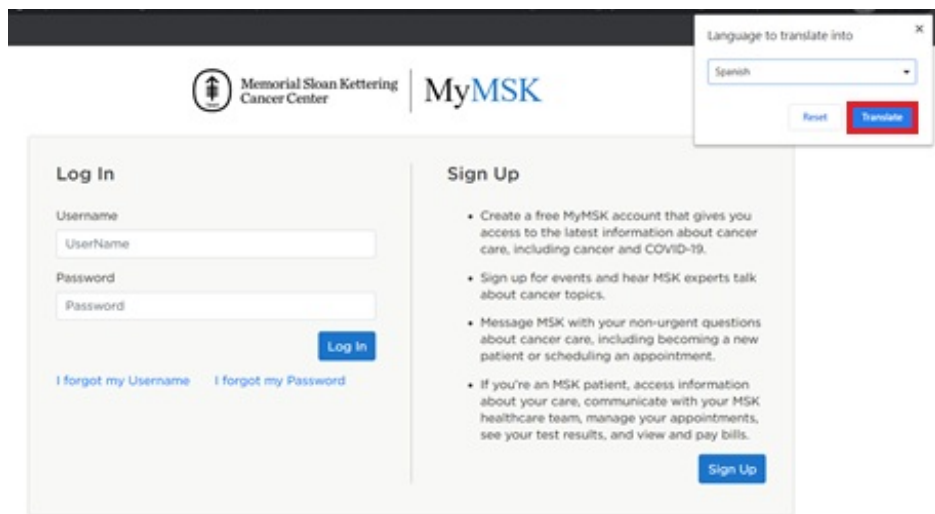 Language to translate into
Spanish
Reset
Translate
Memorial Sloan Kettering
Cancer Center
MyMSK
Log In
Username
UserName
Password
Password
Log In
I forgot my Username
I forgot my Password
Sign Up
• Create a free MyMSK account that gives you
access to the latest information about cancer
care, including cancer and COVID-19.
• Sign up for events and hear MSK experts talk
about cancer topics.
• Message MSK with your non-urgent questions
about cancer care, including becoming a new
patient or scheduling an appointment.
• If you're an MSK patient, access information
about your care, communicate with your MSK
healthcare team, manage your appointments,
see your test results, and view and pay bills.
Sign Up